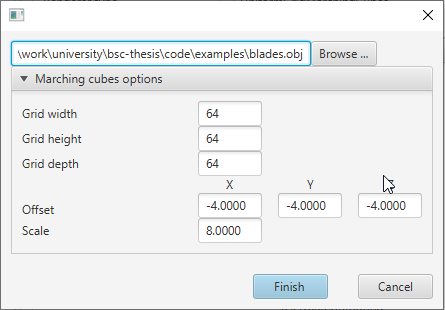 \work\university\bsc-thesis\code\examples\blades.obj Browse ...
Marching cubes options
Grid width 64
Grid height 64
Grid depth 64
X Y
Offset -4.0000 -4.0000 -4.0000
Scale 8.0000
Finish Cancel